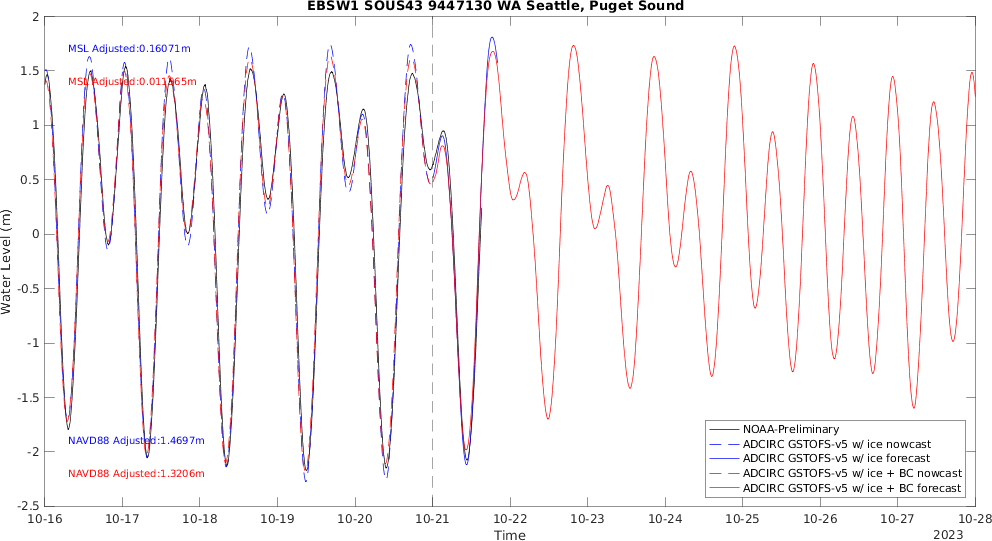 EBSW1 SOUS43 9447130 WA Seattle, Puget Sound
2
1.5
1
0.5
0
-0.5
-1
-1.5
-2
-2.5
Water Level (m)
MSL Adjusted:0.16071m
MSL Adjusted:
NAVD88 Adjusted:1.4697m
NAVD88 Adjusted:1.3206m
NOAA-Preliminary
ADCIRC GSTOFS-v5 w/ ice nowcast
ADCIRC GSTOFS-v5 w/ ice forecast
ADCIRC GSTOFS-v5 w/ ice + BC nowcast
ADCIRC GSTOFS-v5 w/ ice + BC forecast
10-16 10-17 10-18 10-19 10-20 10-21 10-22 10-23 10-24 10-25 10-26 10-27 10-28
Time
2023